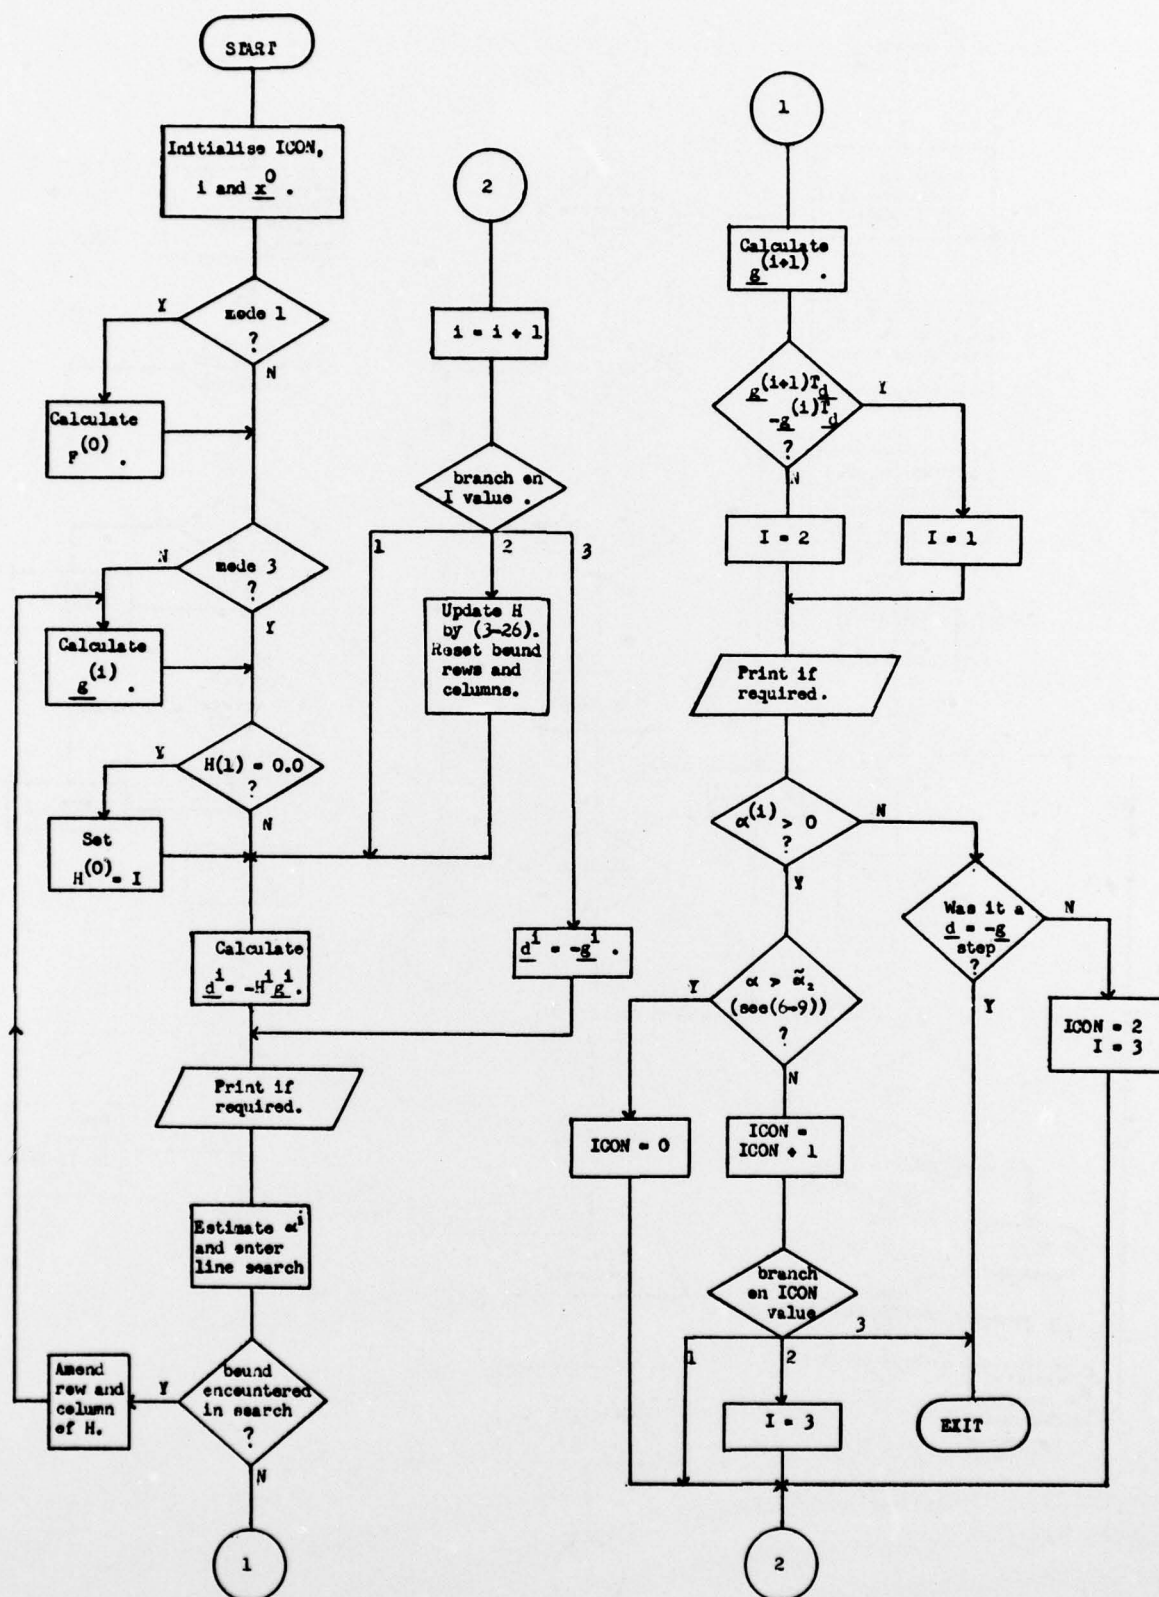 START
Initialise ICON,
i and x^0 .
mode 1
?
Y
N
Calculate
F^(0) .
mode 3
?
N
Y
Calculate
g^(i) .
H(1) = 0.0
?
Y
N
Set
H^(0) = I
Calculate
d^i = -H^i g^i.
Print if
required.
Estimate α^i
and enter
line search
bound
encountered
in search
?
Y
N
Amend
row and
column
of H.
1
2
i = i + 1
branch on
I value .
1
2
3
Update H
by (3-26).
Reset bound
rows and
columns.
d^i = -g^i .
1
Calculate
g^(i+1) .
g^(i+1)T d
-g^(i)T d
?
Y
N
I = 2
I = 1
Print if
required.
α^(i) > 0
?
N
Y
Was it a
d = -g
step
?
N
Y
α > α̃₂
(see(6-9))
?
Y
N
ICON = 2
I = 3
ICON = 0
ICON =
ICON + 1
branch
on ICON
value
1
2
3
I = 3
EXIT
2